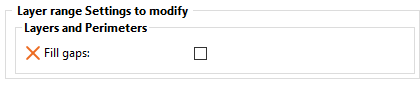 Layer range Settings to modify
Layers and Perimeters
Fill gaps: